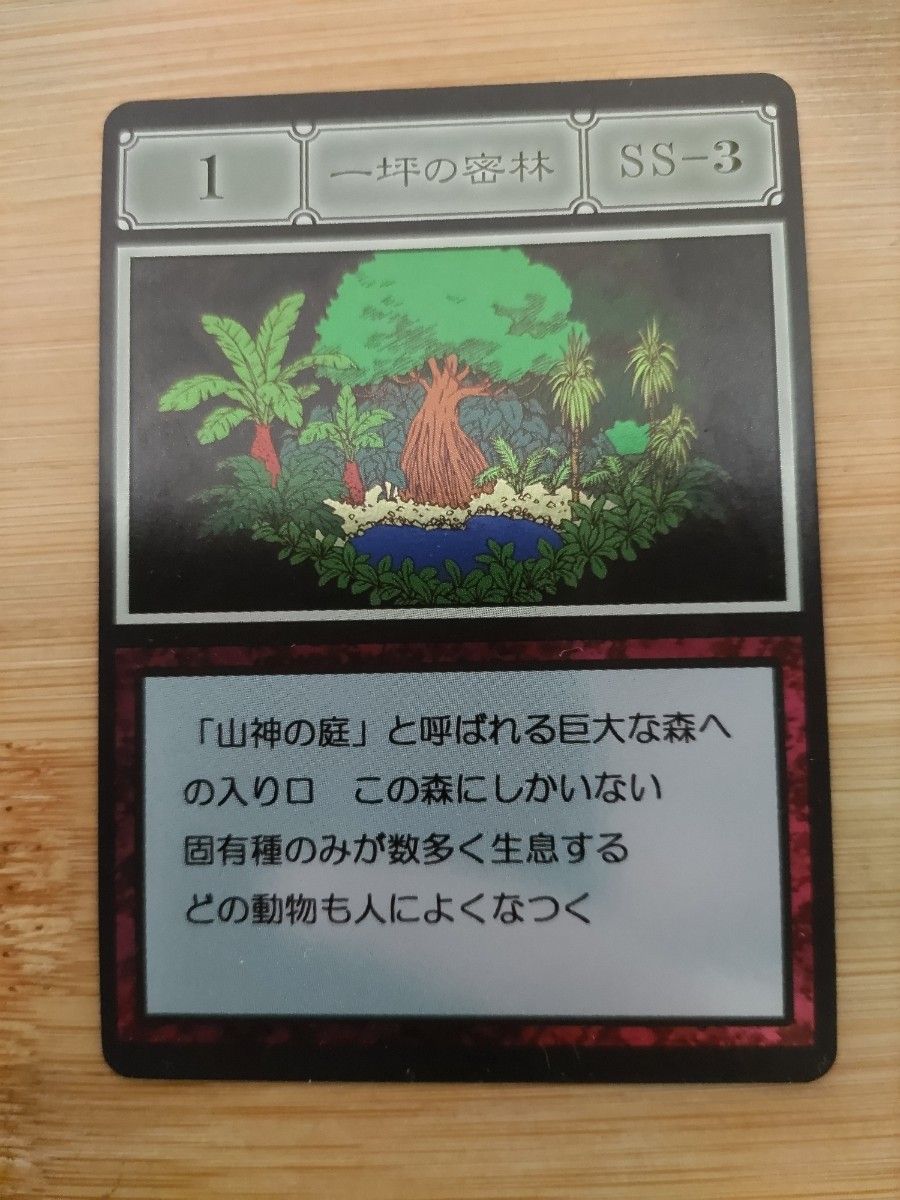 1
一坪の密林
SS-3
「山神の庭」と呼ばれる巨大な森へ
の入り口　この森にしかいない
固有種のみが数多く生息する
どの動物も人によくなつく